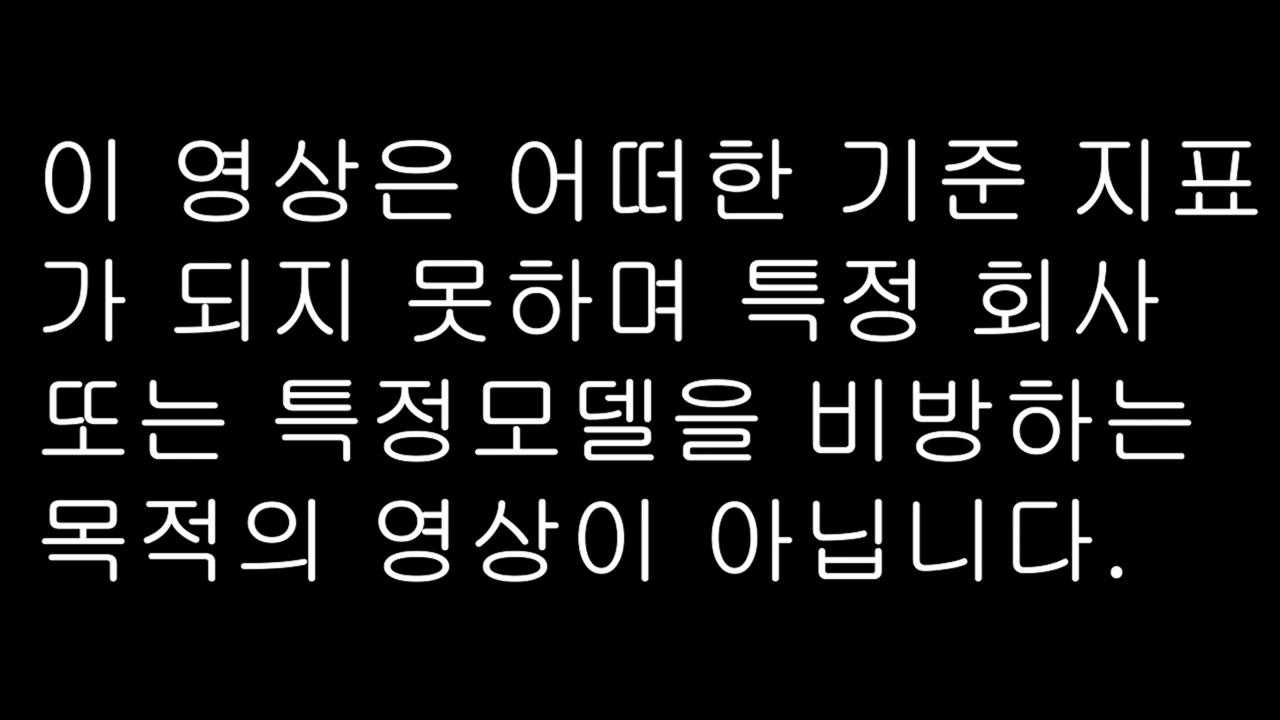 이 영상은 어떠한 기준 지표
가 되지 못하며 특정 회사
또는 특정모델을 비방하는
목적의 영상이 아닙니다.